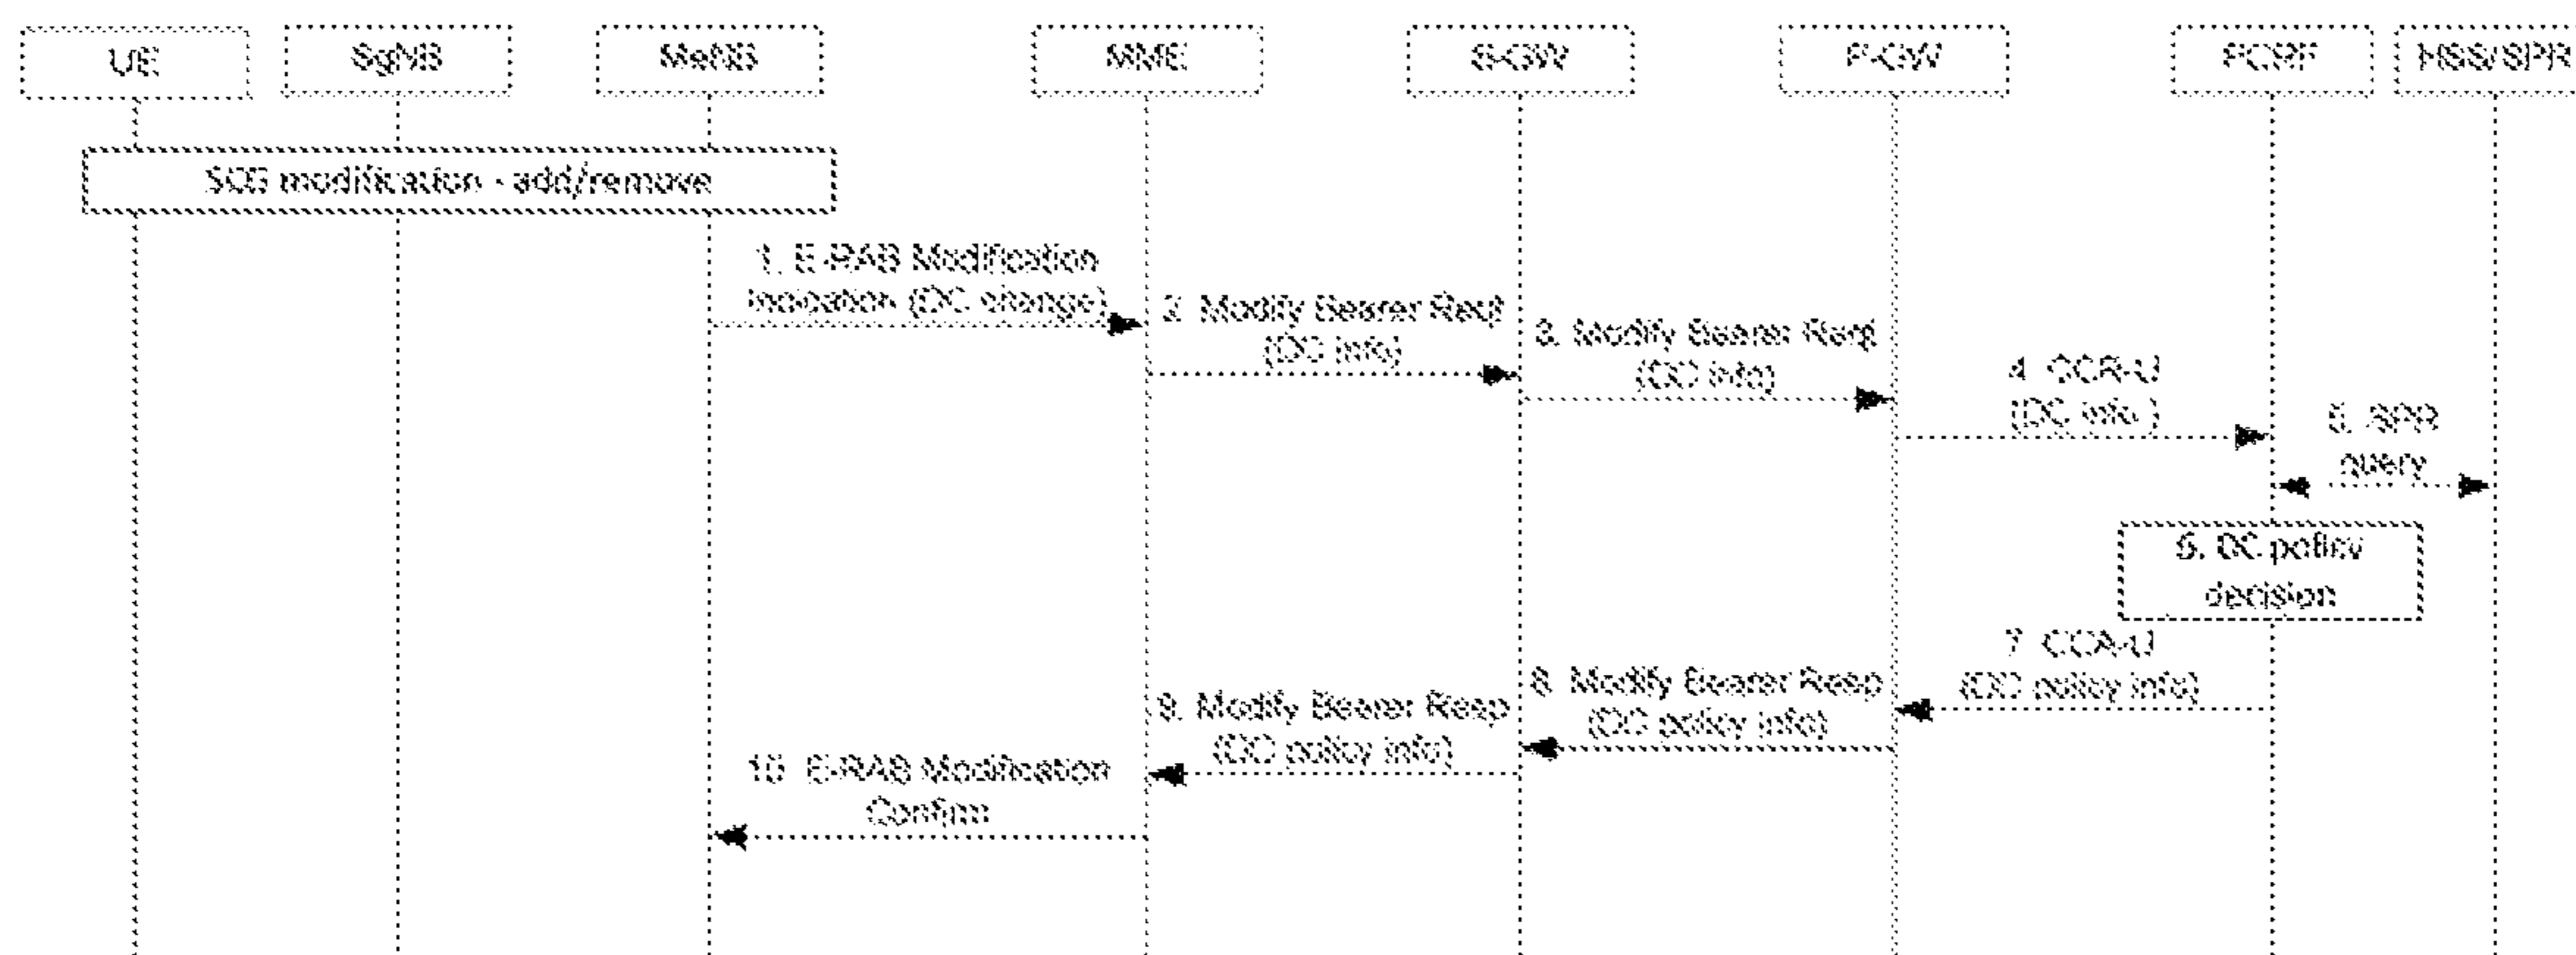 UE
SgNB
MeNB
MME
S-GW
P-GW
PCRF
HSS/SPR
SCG modification - add/remove
1. E-RAB Modification
Indication (DC change)
2. Modify Bearer Reqt
(DC info)
3. Modify Bearer Reqt
(DC info)
4. CCR-U
(DC info )
5. SPR
query
6. DC policy
decision
7. CCA-U
(DC policy info)
8. Modify Bearer Resp
(DC policy info)
9. Modify Bearer Resp
(DC policy info)
10. E-RAB Modification
Confirm